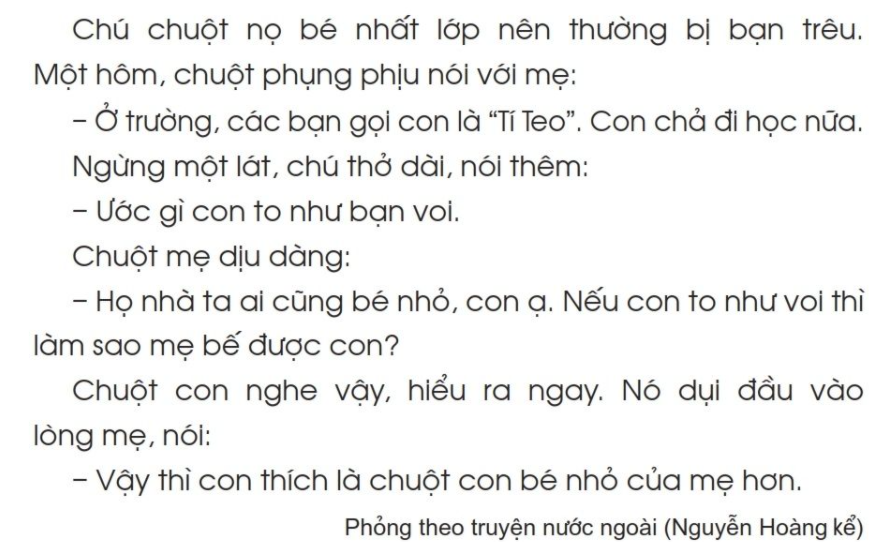 Chú chuột nọ bé nhất lớp nên thường bị bạn trêu.
Một hôm, chuột phụng phịu nói với mẹ:
– Ở trường, các bạn gọi con là “Tí Teo”. Con chả đi học nữa.
Ngừng một lát, chú thở dài, nói thêm:
– Ước gì con to như bạn voi.
Chuột mẹ dịu dàng:
– Họ nhà ta ai cũng bé nhỏ, con ạ. Nếu con to như voi thì
làm sao mẹ bế được con?
Chuột con nghe vậy, hiểu ra ngay. Nó dụi đầu vào
lòng mẹ, nói:
– Vậy thì con thích là chuột con bé nhỏ của mẹ hơn.
Phỏng theo truyện nước ngoài (Nguyễn Hoàng kể)